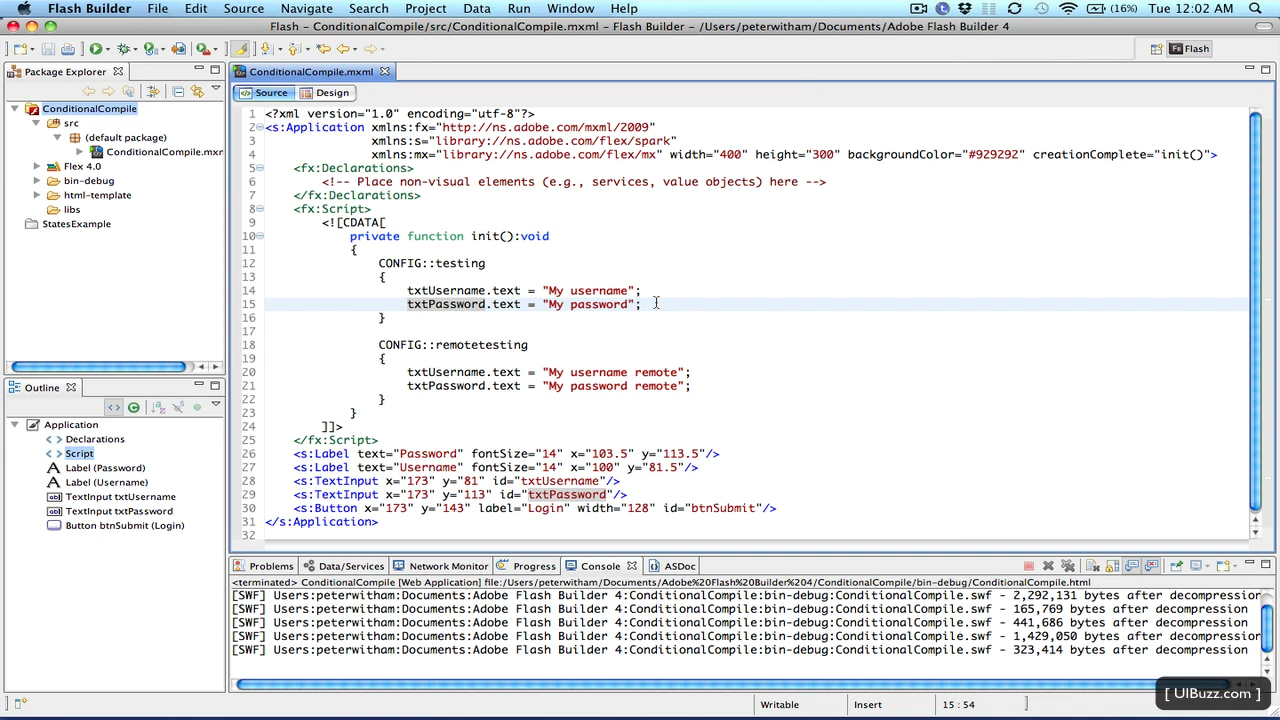 Flash Builder File Edit Source Navigate Search Project Data Run Window Help (16%) Tue 12:02 AM
Flash - ConditionalCompile/src/ConditionalCompile.mxml - Flash Builder - /Users/peterwitham/Documents/Adobe Flash Builder 4
Flash
Package Explorer
ConditionalCompile
src
(default package)
ConditionalCompile.mxm
Flex 4.0
bin-debug
html-template
libs
StatesExample
Outline
Application
Declarations
Script
Label (Password)
Label (Username)
TextInput txtUsername
TextInput txtPassword
Button btnSubmit (Login)
ConditionalCompile.mxml
Source Design
1 <?xml version="1.0" encoding="utf-8"?>
2 <s:Application xmlns:fx="http://ns.adobe.com/mxml/2009"
3 xmlns:s="library://ns.adobe.com/flex/spark"
4 xmlns:mx="library://ns.adobe.com/flex/mx" width="400" height="300" backgroundColor="#929292" creationComplete="init()">
5 <fx:Declarations>
6 <!-- Place non-visual elements (e.g., services, value objects) here -->
7 </fx:Declarations>
8 <fx:Script>
9 <![CDATA[
10 private function init():void
11 {
12 CONFIG::testing
13 {
14 txtUsername.text = "My username";
15 txtPassword.text = "My password";
16 }
17
18 CONFIG::remotetesting
19 {
20 txtUsername.text = "My username remote";
21 txtPassword.text = "My password remote";
22 }
23 }
24 ]]>
25 </fx:Script>
26 <s:Label text="Password" fontSize="14" x="103.5" y="113.5"/>
27 <s:Label text="Username" fontSize="14" x="100" y="81.5"/>
28 <s:TextInput x="173" y="81" id="txtUsername"/>
29 <s:TextInput x="173" y="113" id="txtPassword"/>
30 <s:Button x="173" y="143" label="Login" width="128" id="btnSubmit"/>
31 </s:Application>
32
Problems Data/Services Network Monitor Progress Console ASDoc
<terminated> ConditionalCompile [Web Application] file:/Users/peterwitham/Documents/Adobe%20Flash%20Builder%204/ConditionalCompile/bin-debug/ConditionalCompile.html
[SWF] Users:peterwitham:Documents:Adobe Flash Builder 4:ConditionalCompile:bin-debug:ConditionalCompile.swf - 2,292,131 bytes after decompression
[SWF] Users:peterwitham:Documents:Adobe Flash Builder 4:ConditionalCompile:bin-debug:ConditionalCompile.swf - 165,769 bytes after decompression
[SWF] Users:peterwitham:Documents:Adobe Flash Builder 4:ConditionalCompile:bin-debug:ConditionalCompile.swf - 441,686 bytes after decompression
[SWF] Users:peterwitham:Documents:Adobe Flash Builder 4:ConditionalCompile:bin-debug:ConditionalCompile.swf - 1,429,050 bytes after decompression
[SWF] Users:peterwitham:Documents:Adobe Flash Builder 4:ConditionalCompile:bin-debug:ConditionalCompile.swf - 323,414 bytes after decompression
[ UIBuzz.com ]
Writable Insert 15 : 54